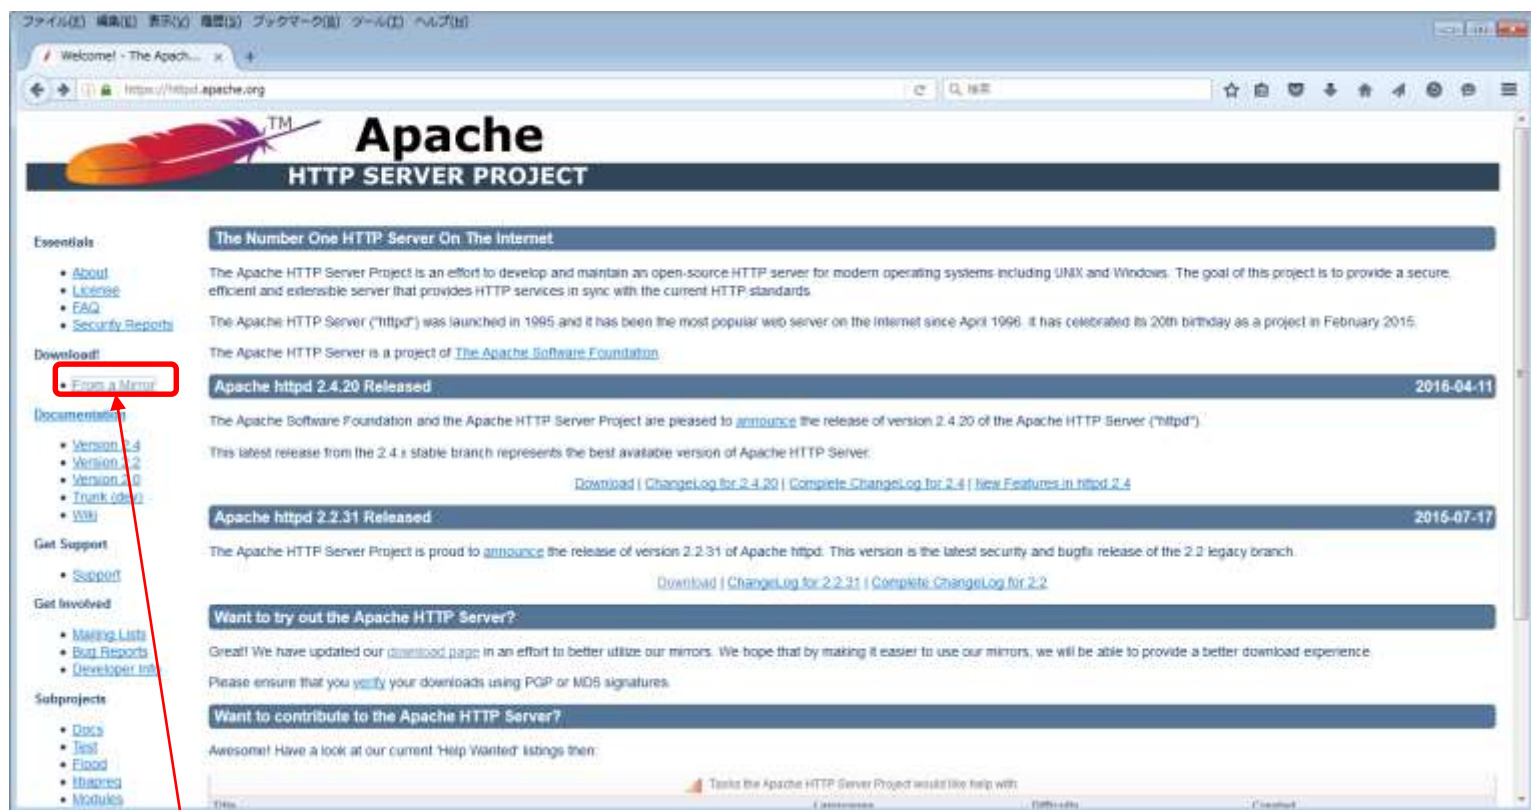 ファイル(E) 編集(E) 表示(V) 履歴(S) ブックマーク(B) ツール(T) ヘルプ(H)
Welcome! - The Apach... × +
https://httpd.apache.org
検索
TM
Apache
HTTP SERVER PROJECT
Essentials
• About
• License
• FAQ
• Security Reports
Download!
• From a Mirror
Documentation
• Version 2.4
• Version 2.2
• Version 2.0
• Trunk (dev)
• Wiki
Get Support
• Support
Get Involved
• Mailing Lists
• Bug Reports
• Developer Info
Subprojects
• Docs
• Test
• Flood
• libapreq
• Modules
The Number One HTTP Server On The Internet
The Apache HTTP Server Project is an effort to develop and maintain an open-source HTTP server for modern operating systems including UNIX and Windows. The goal of this project is to provide a secure,
efficient and extensible server that provides HTTP services in sync with the current HTTP standards.
The Apache HTTP Server ("httpd") was launched in 1995 and it has been the most popular web server on the Internet since April 1996. It has celebrated its 20th birthday as a project in February 2015.
The Apache HTTP Server is a project of The Apache Software Foundation.
Apache httpd 2.4.20 Released 2016-04-11
The Apache Software Foundation and the Apache HTTP Server Project are pleased to announce the release of version 2.4.20 of the Apache HTTP Server ("httpd").
This latest release from the 2.4.x stable branch represents the best available version of Apache HTTP Server.
Download | ChangeLog for 2.4.20 | Complete ChangeLog for 2.4 | New Features in httpd 2.4
Apache httpd 2.2.31 Released 2015-07-17
The Apache HTTP Server Project is proud to announce the release of version 2.2.31 of Apache httpd. This version is the latest security and bugfix release of the 2.2 legacy branch.
Download | ChangeLog for 2.2.31 | Complete ChangeLog for 2.2
Want to try out the Apache HTTP Server?
Great! We have updated our download page in an effort to better utilize our mirrors. We hope that by making it easier to use our mirrors, we will be able to provide a better download experience.
Please ensure that you verify your downloads using PGP or MD5 signatures.
Want to contribute to the Apache HTTP Server?
Awesome! Have a look at our current 'Help Wanted' listings then:
Tasks the Apache HTTP Server Project would like help with
Title Languages Difficulty Created